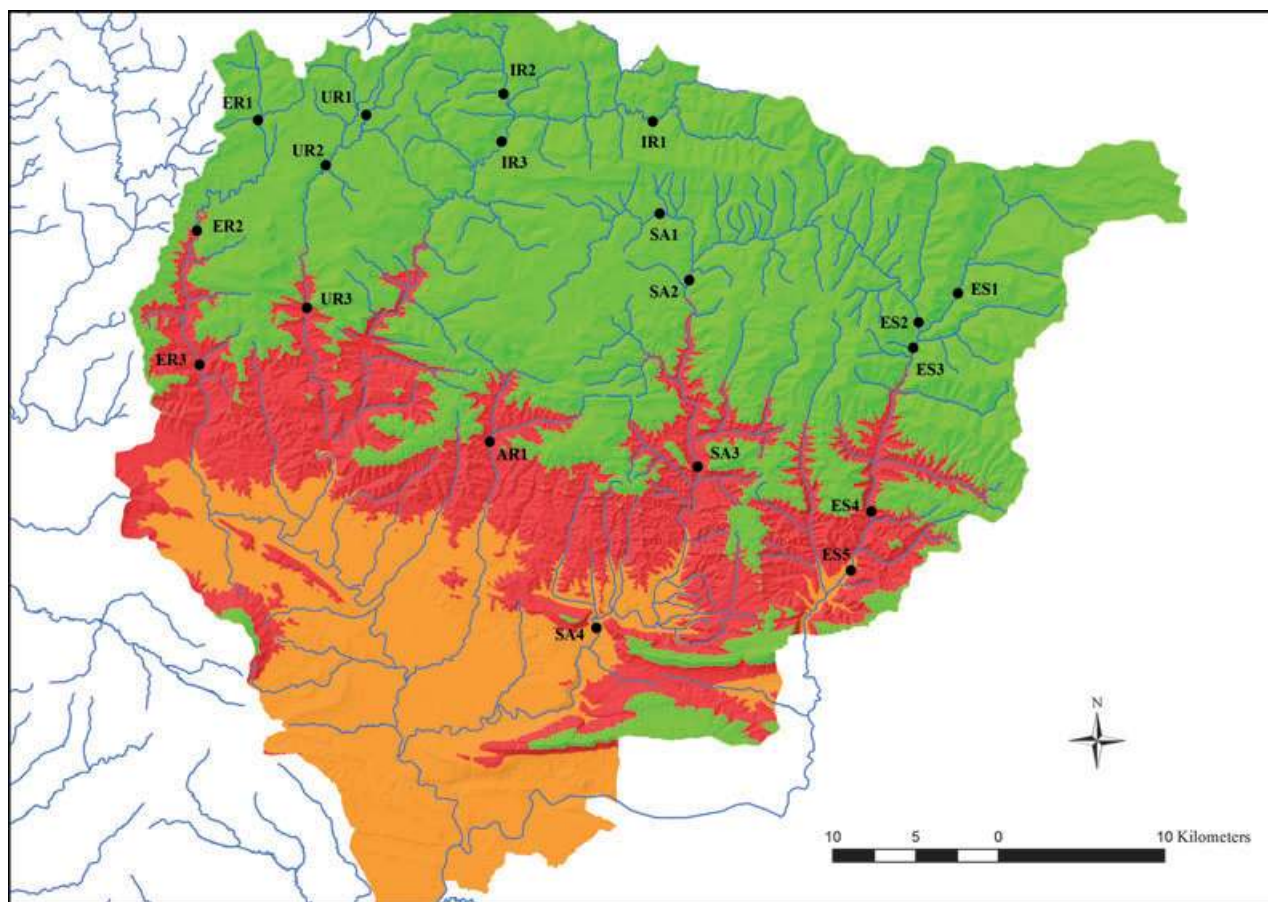 IR2
ER1
UR1
IR1
UR2
IR3
ER2
SA1
SA2
ES1
UR3
ES2
ES3
ER3
AR1
SA3
ES4
ES5
SA4
N
10 5 0 10 Kilometers